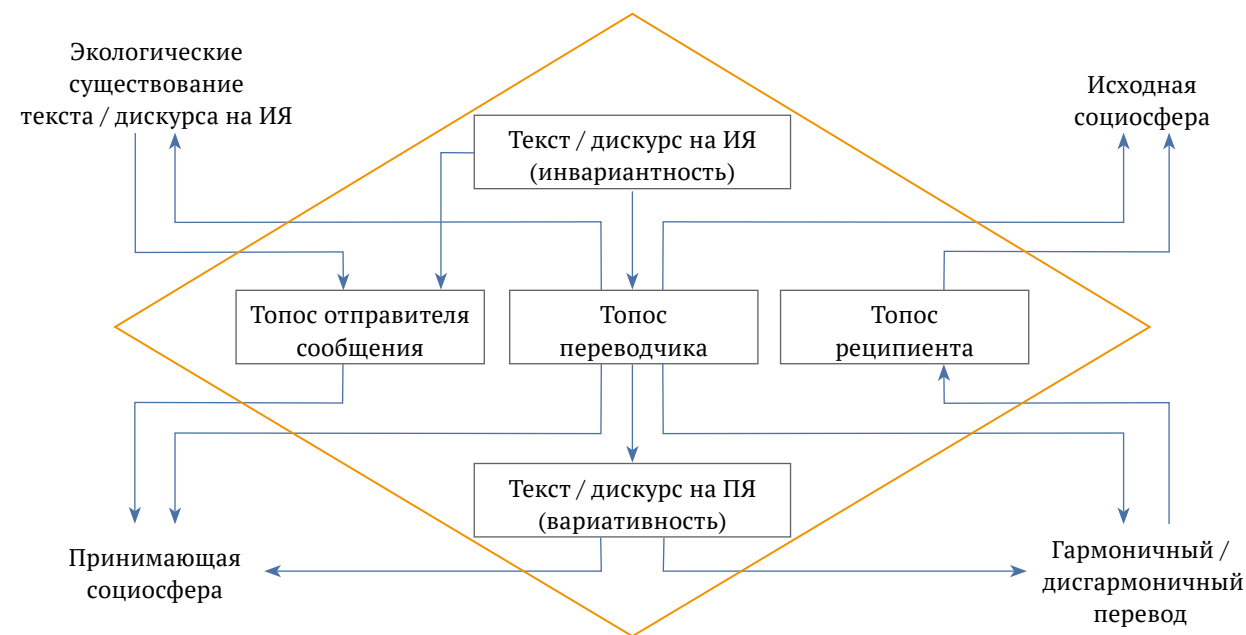 Экологические
существование
текста / дискурса на ИЯ
Исходная
социосфера
Текст / дискурс на ИЯ
(инвариантность)
Топос отправителя
сообщения
Топос
переводчика
Топос
реципиента
Текст / дискурс на ПЯ
(вариативность)
Принимающая
социосфера
Гармоничный /
дисгармоничный
перевод